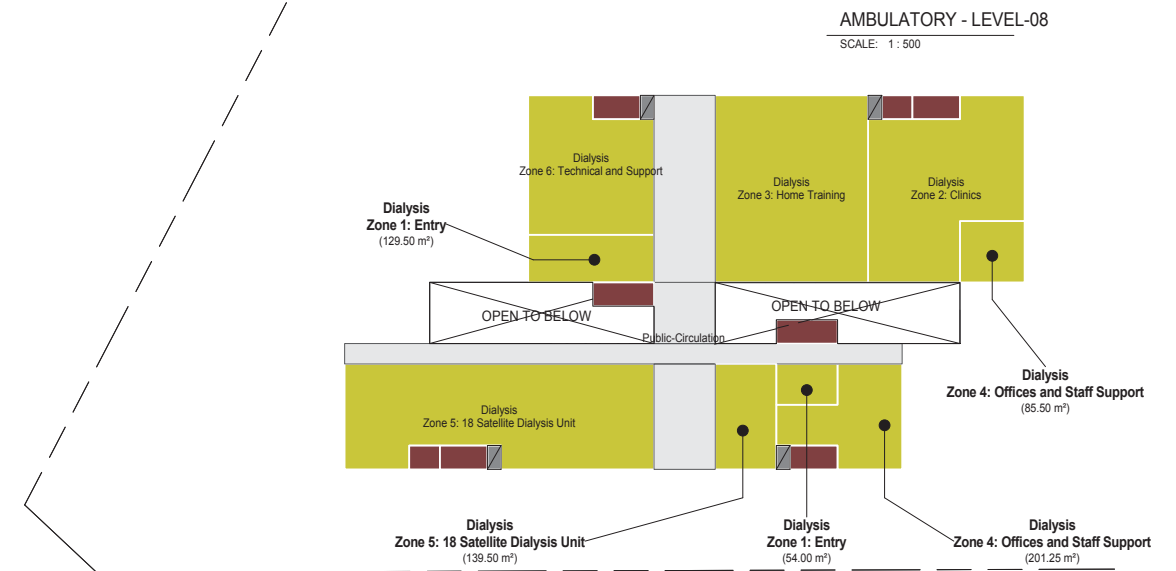 AMBULATORY - LEVEL-08
SCALE: 1 : 500
Dialysis
Zone 6: Technical and Support
Dialysis
Zone 3: Home Training
Dialysis
Zone 2: Clinics
Dialysis
Zone 1: Entry
(129.50 m²)
OPEN TO BELOW
OPEN TO BELOW
Public-Circulation
Dialysis
Zone 4: Offices and Staff Support
(85.50 m²)
Dialysis
Zone 5: 18 Satellite Dialysis Unit
Dialysis
Zone 5: 18 Satellite Dialysis Unit
(139.50 m²)
Dialysis
Zone 1: Entry
(54.00 m²)
Dialysis
Zone 4: Offices and Staff Support
(201.25 m²)